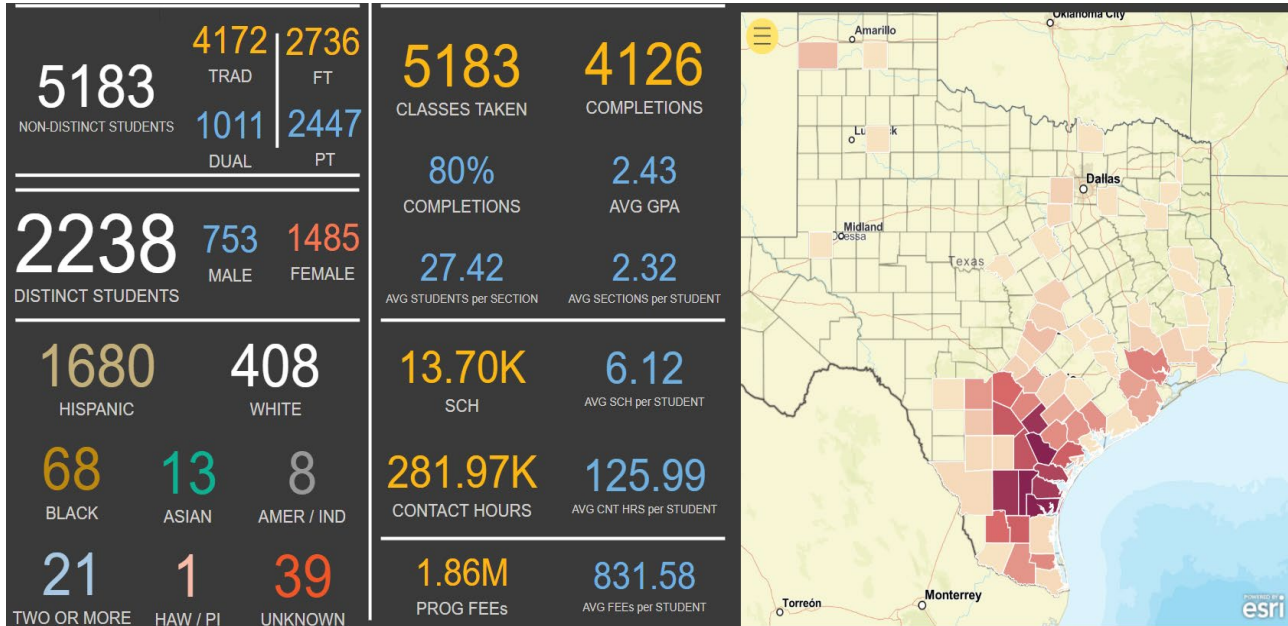 5183
NON-DISTINCT STUDENTS
4172
TRAD
2736
FT
1011
DUAL
2447
PT
2238
DISTINCT STUDENTS
753
MALE
1485
FEMALE
1680
HISPANIC
408
WHITE
68
BLACK
13
ASIAN
8
AMER / IND
21
TWO OR MORE
1
HAW / PI
39
UNKNOWN
5183
CLASSES TAKEN
4126
COMPLETIONS
80%
COMPLETIONS
2.43
AVG GPA
27.42
AVG STUDENTS per SECTION
2.32
AVG SECTIONS per STUDENT
13.70K
SCH
6.12
AVG SCH per STUDENT
281.97K
CONTACT HOURS
125.99
AVG CNT HRS per STUDENT
1.86M
PROG FEEs
831.58
AVG FEEs per STUDENT
Oklahoma City
Amarillo
Dallas
Midland
Texas
Torreón
Monterrey
POWERED BY
esri